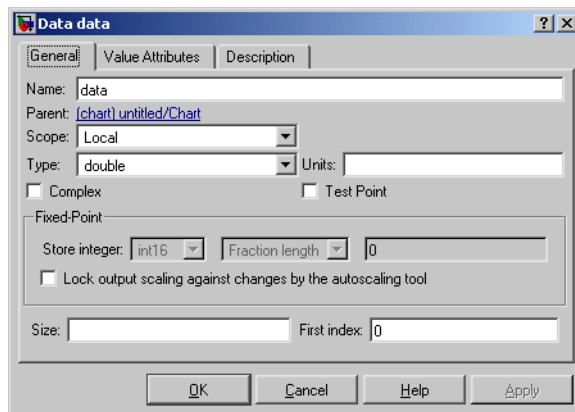 Data data
General Value Attributes Description
Name: data
Parent: (chart) untitled/Chart
Scope: Local
Type: double Units:
Complex Test Point
Fixed-Point
Store integer: int16 Fraction length 0
Lock output scaling against changes by the autoscaling tool
Size: First index: 0
OK Cancel Help Apply